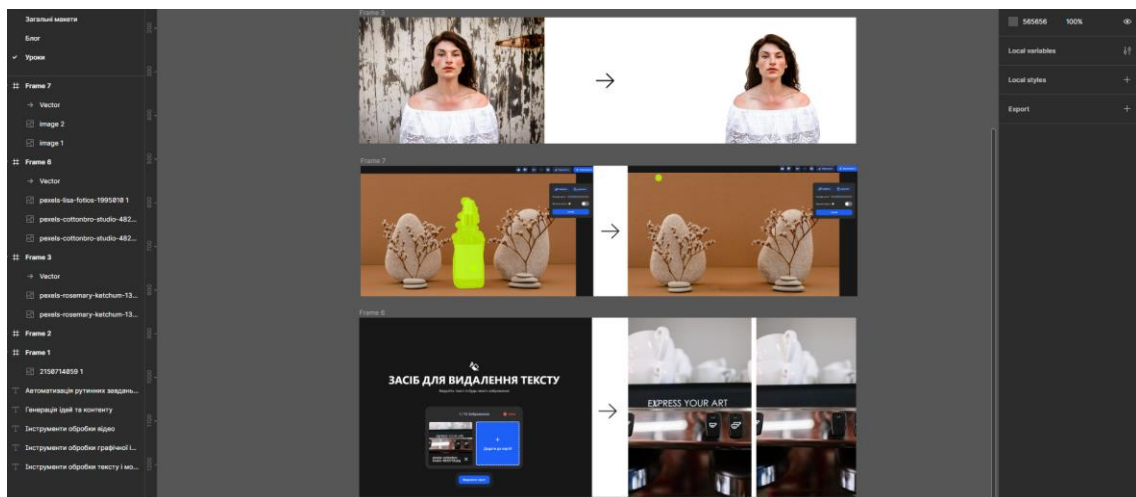 Загальні макети
Блог
Уроки
Frame 7
Vector
image 2
image 1
Frame 6
Vector
pexels-lisa-fotios-1995010 1
pexels-cottonbro-studio-482...
pexels-cottonbro-studio-482...
Frame 3
Vector
pexels-rosemary-ketchum-13...
pexels-rosemary-ketchum-13...
Frame 2
Frame 1
2150714059 1
Автоматизація рутинних завдань...
Генерація ідей та контенту
Інструменти обробки відео
Інструменти обробки графічної і...
Інструменти обробки тексту і мо...
Frame 3
Frame 7
Frame 6
ЗАСІБ ДЛЯ ВИДАЛЕННЯ ТЕКСТУ
EXPRESS YOUR ART
565656 100%
Local variables
Local styles
Export